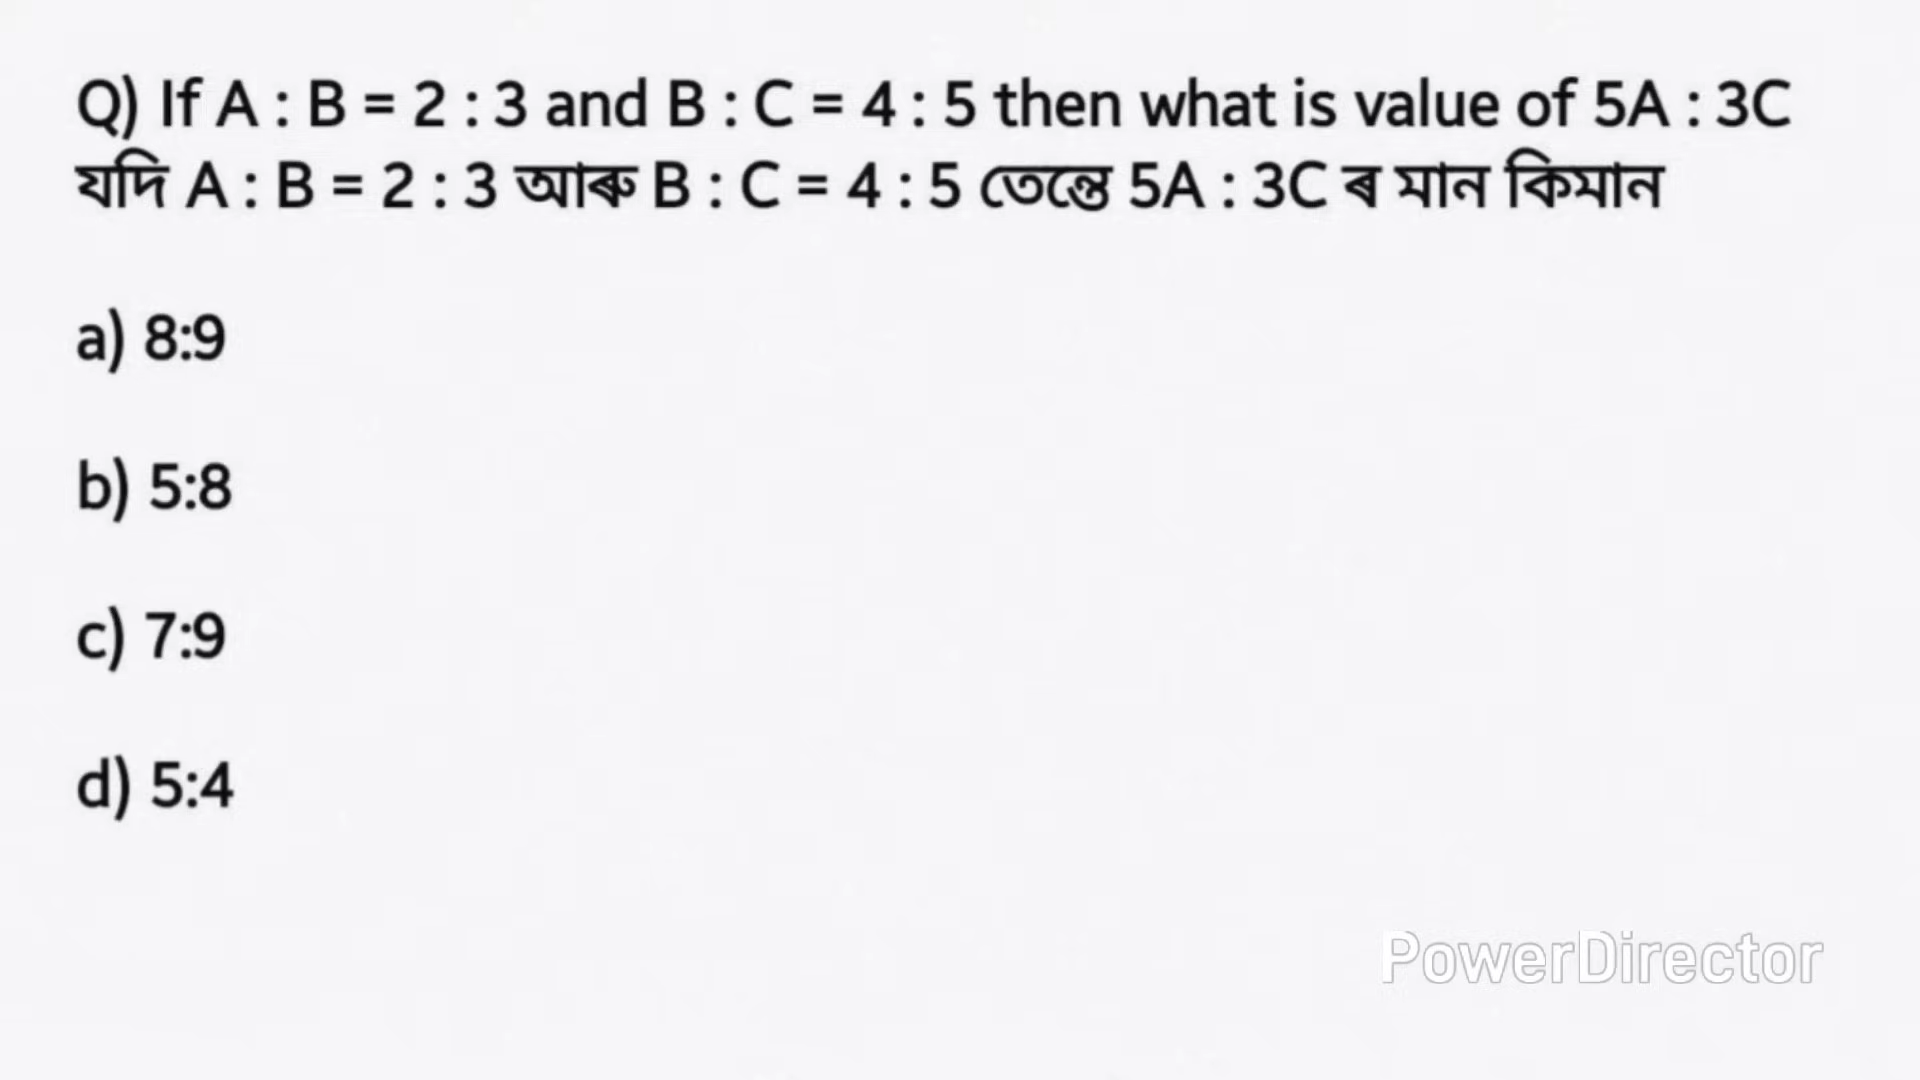 Q) If A : B = 2 : 3 and B : C = 4 : 5 then what is value of 5A : 3C
যদি A : B = 2 : 3 আৰু B : C = 4 : 5 তেন্তে 5A : 3C ৰ মান কিমান
a) 8:9
b) 5:8
c) 7:9
d) 5:4
PowerDirector